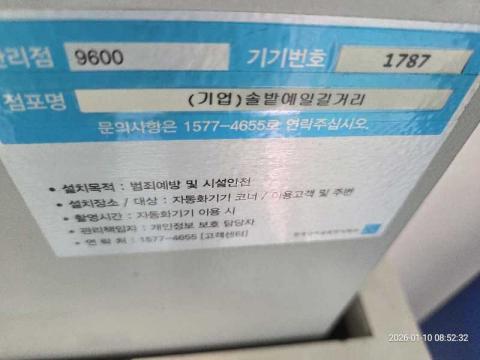 관리점 9600 기기번호 1787
점포명 (기업)솔밭예일길거리
문의사항은 1577-4655로 연락주십시오.
• 설치목적 : 범죄예방 및 시설안전
• 설치장소 / 대상 : 자동화기기 코너 / 이용고객 및 주변
• 촬영시간 : 자동화기기 이용 시
• 관리책임자 : 개인정보 보호 담당자
• 연 락 처 : 1577-4655 [고객센터]
2026-01-10 08:52:32